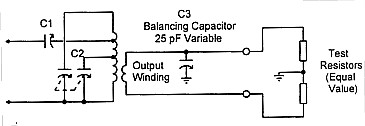 C3
Balancing Capacitor
25 pF Variable
C1
C2
Output
Winding
Test
Resistors
(Equal
Value)